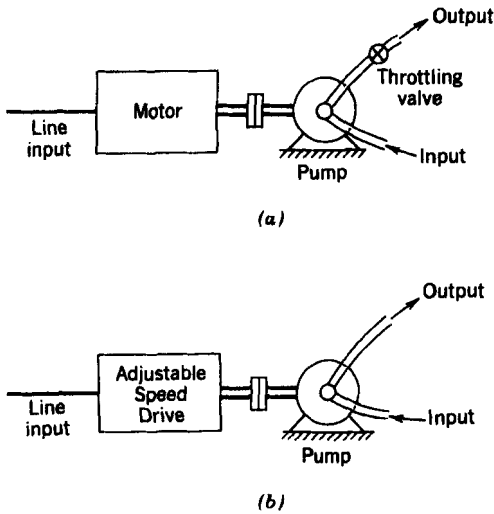 Output
Throttling
valve
Motor
Line
input
Input
Pump
(a)
Output
Adjustable
Speed
Drive
Line
input
Input
Pump
(b)